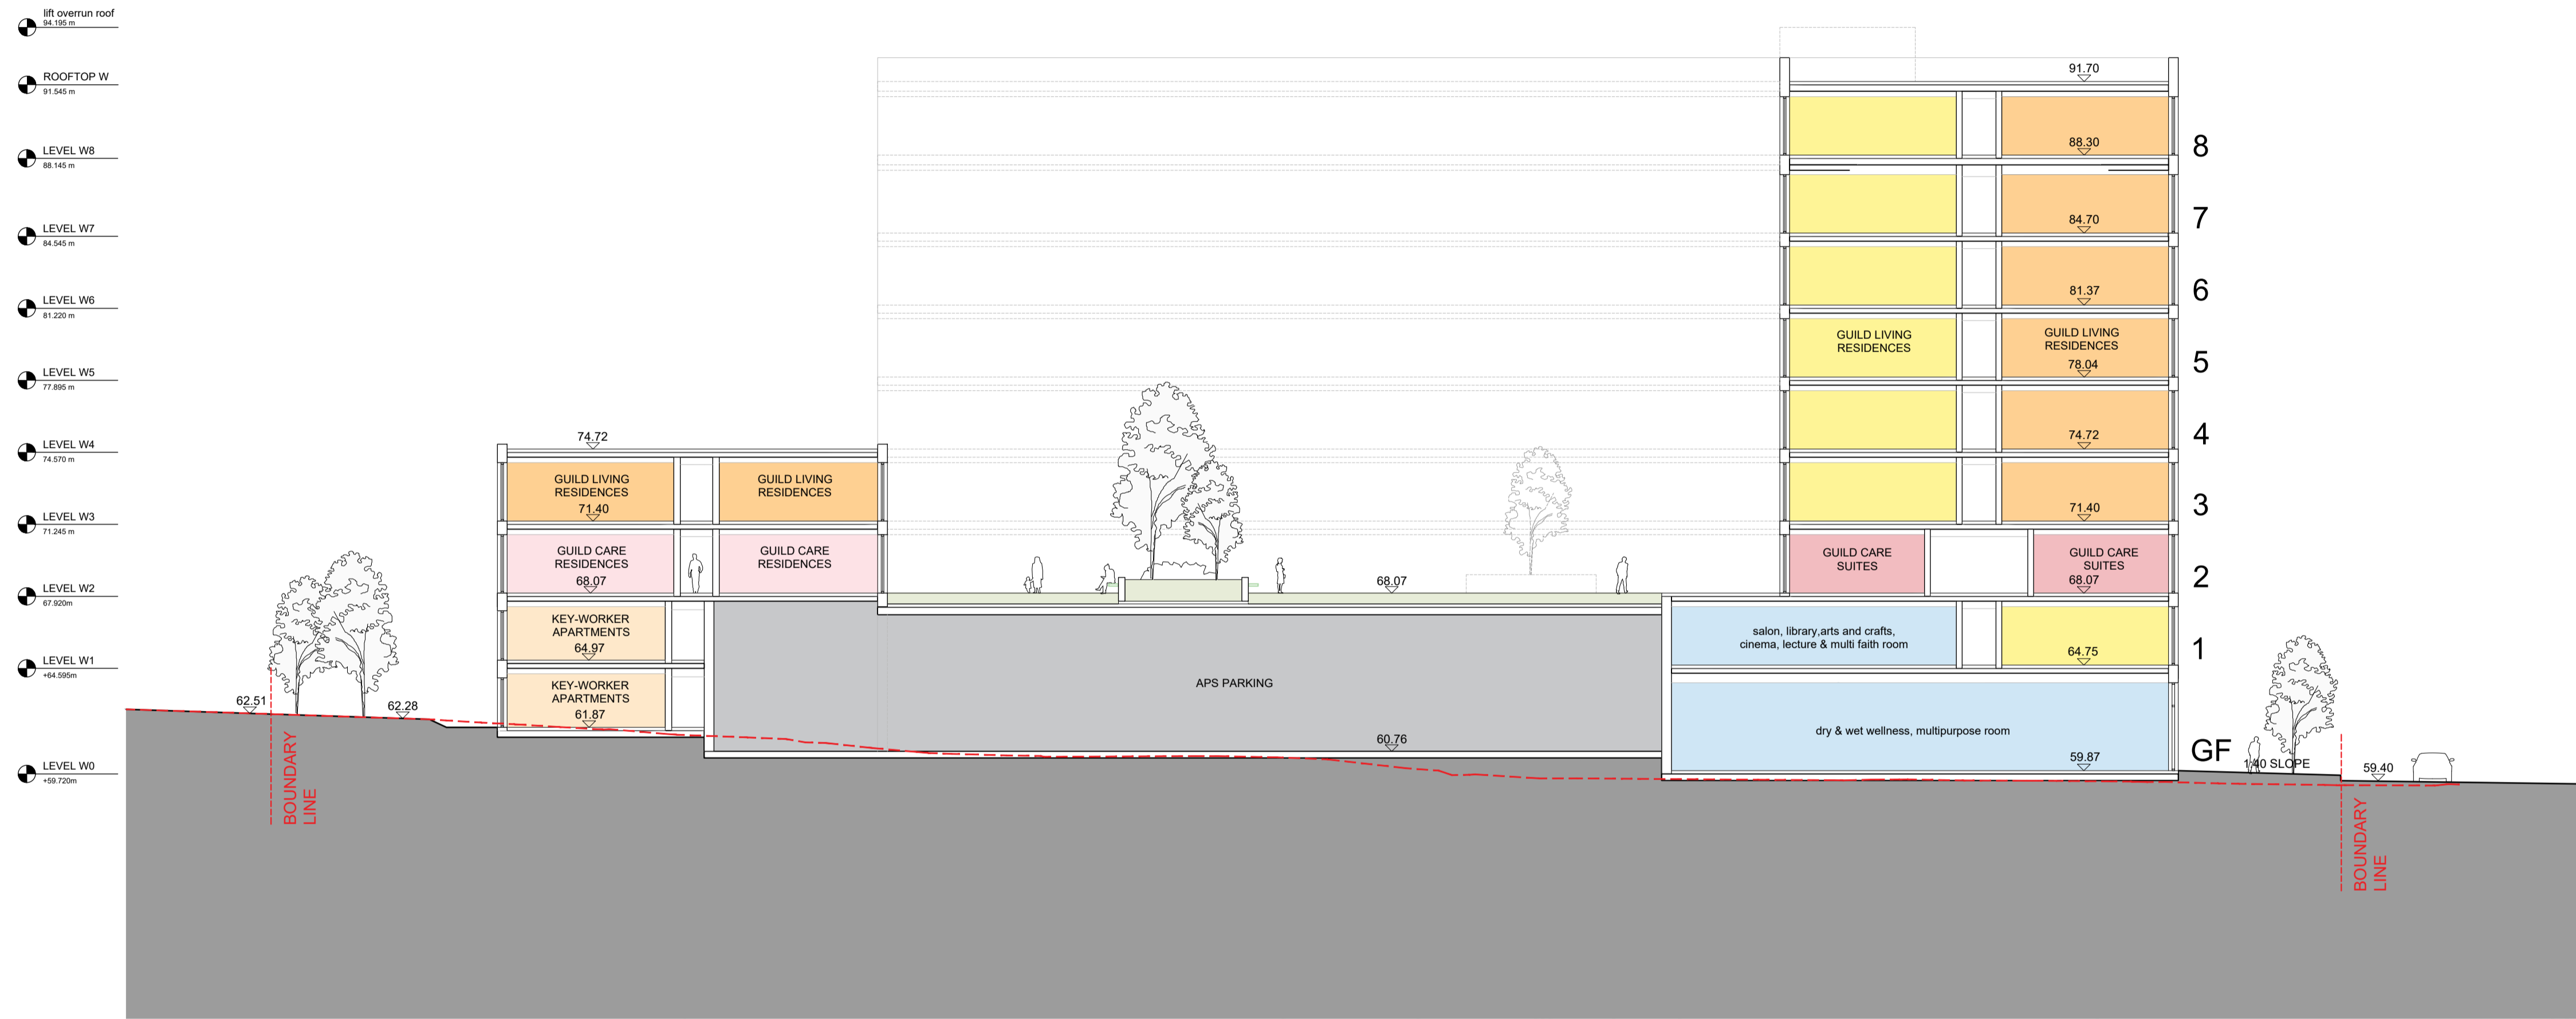 lift overrun roof
94.195 m
ROOFTOP W
91.545 m
LEVEL W8
88.145 m
LEVEL W7
84.545 m
LEVEL W6
81.220 m
LEVEL W5
77.895 m
LEVEL W4
74.570 m
LEVEL W3
71.245 m
LEVEL W2
67.920m
LEVEL W1
+64.595m
LEVEL W0
+59.720m
62.51
62.28
BOUNDARY
LINE
74.72
GUILD LIVING
RESIDENCES
71.40
GUILD LIVING
RESIDENCES
GUILD CARE
RESIDENCES
68.07
GUILD CARE
RESIDENCES
KEY-WORKER
APARTMENTS
64.97
KEY-WORKER
APARTMENTS
61.87
68.07
APS PARKING
60.76
91.70
88.30
8
84.70
7
81.37
6
GUILD LIVING
RESIDENCES
GUILD LIVING
RESIDENCES
78.04
5
74.72
4
71.40
3
GUILD CARE
SUITES
GUILD CARE
SUITES
68.07
2
salon, library,arts and crafts,
cinema, lecture & multi faith room
64.75
1
dry & wet wellness, multipurpose room
59.87
GF
1:40 SLOPE
59.40
BOUNDARY
LINE